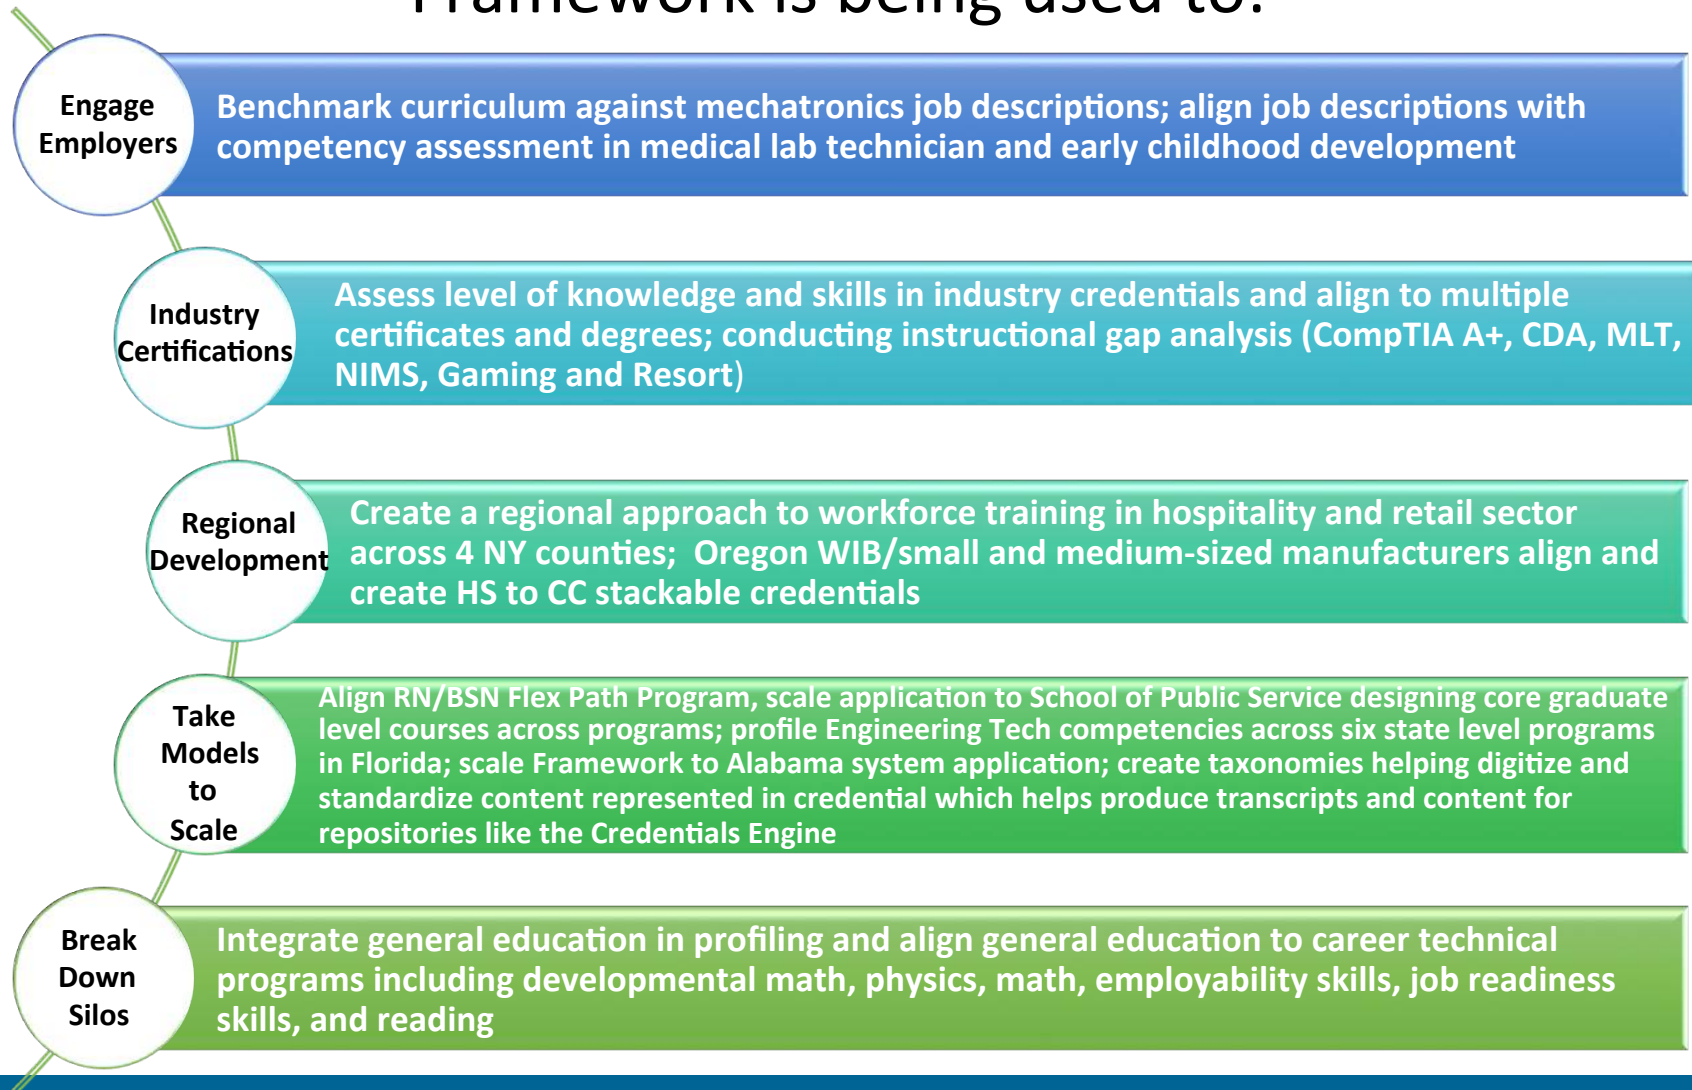 Framework is being used to:
Engage
Employers
Benchmark curriculum against mechatronics job descriptions; align job descriptions with
competency assessment in medical lab technician and early childhood development
Industry
Certifications
Assess level of knowledge and skills in industry credentials and align to multiple
certificates and degrees; conducting instructional gap analysis (CompTIA A+, CDA, MLT,
NIMS, Gaming and Resort)
Regional
Development
Create a regional approach to workforce training in hospitality and retail sector
across 4 NY counties;  Oregon WIB/small and medium-sized manufacturers align and
create HS to CC stackable credentials
Take
Models
to
Scale
Align RN/BSN Flex Path Program, scale application to School of Public Service designing core graduate
level courses across programs; profile Engineering Tech competencies across six state level programs
in Florida; scale Framework to Alabama system application; create taxonomies helping digitize and
standardize content represented in credential which helps produce transcripts and content for
repositories like the Credentials Engine
Break
Down
Silos
Integrate general education in profiling and align general education to career technical
programs including developmental math, physics, math, employability skills, job readiness
skills, and reading